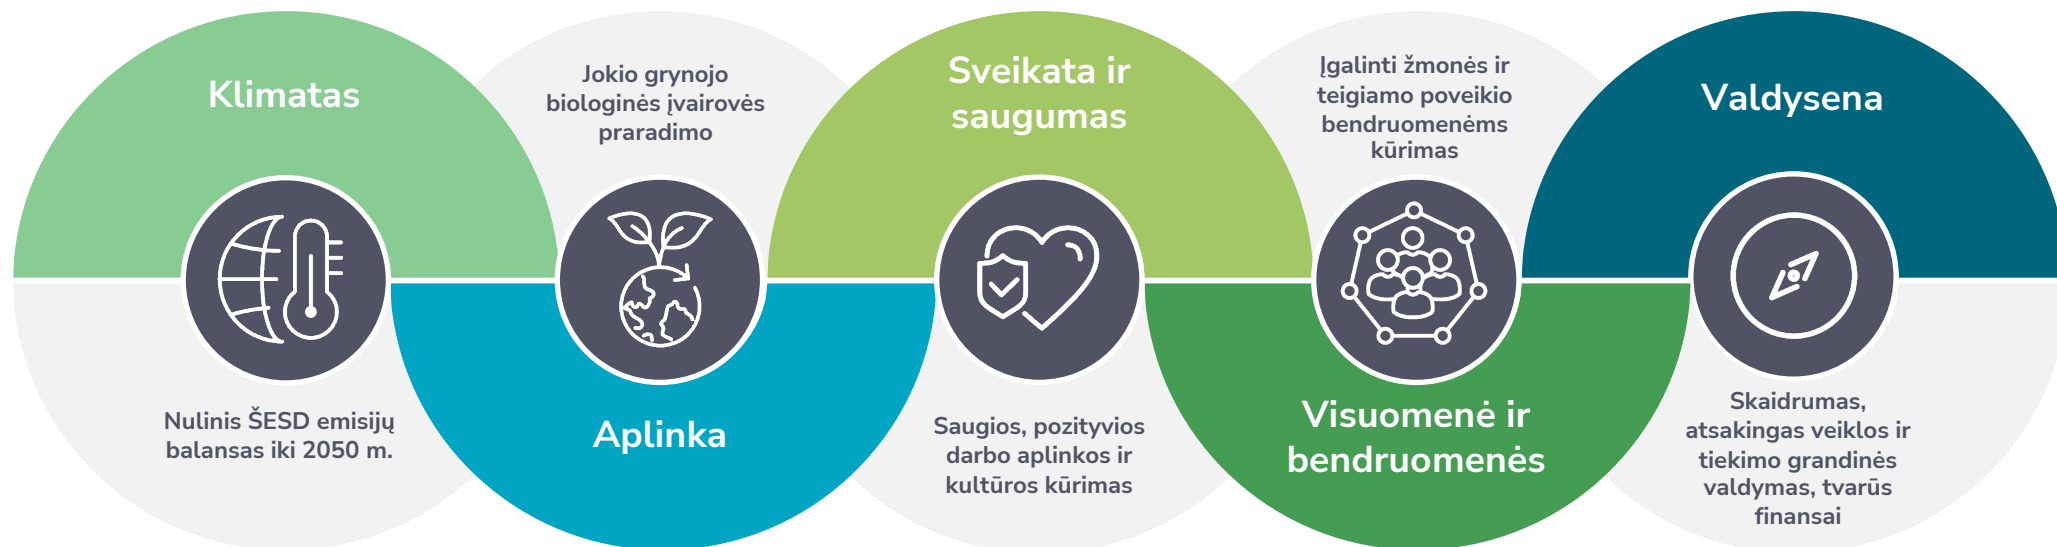 Klimatas
Nulinis ŠESD emisijų
balansas iki 2050 m.
Jokio grynojo
biologinės įvairovės
praradimo
Aplinka
Sveikata ir
saugumas
Saugios, pozityvios
darbo aplinkos ir
kultūros kūrimas
Įgalinti žmonės ir
teigiamo poveikio
bendruomenėms
kūrimas
Visuomenė ir
bendruomenės
Valdysena
Skaidrumas,
atsakingas veiklos ir
tiekimo grandinės
valdymas, tvarūs
finansai